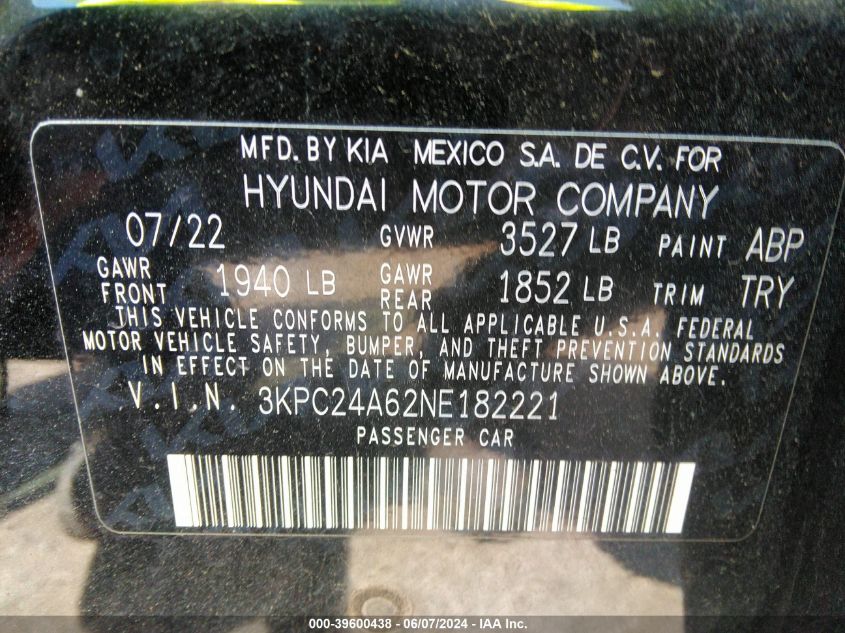 MFD. BY KIA MEXICO S.A. DE C.V. FOR
HYUNDAI MOTOR COMPANY
07/22 GVWR 3527 LB PAINT ABP
GAWR FRONT 1940 LB GAWR REAR 1852 LB TRIM TRY
THIS VEHICLE CONFORMS TO ALL APPLICABLE U.S.A. FEDERAL
MOTOR VEHICLE SAFETY, BUMPER, AND THEFT PREVENTION STANDARDS
IN EFFECT ON THE DATE OF MANUFACTURE SHOWN ABOVE.
V.I.N. 3KPC24A62NE182221
PASSENGER CAR
000-39600438 - 06/07/2024 - IAA Inc.